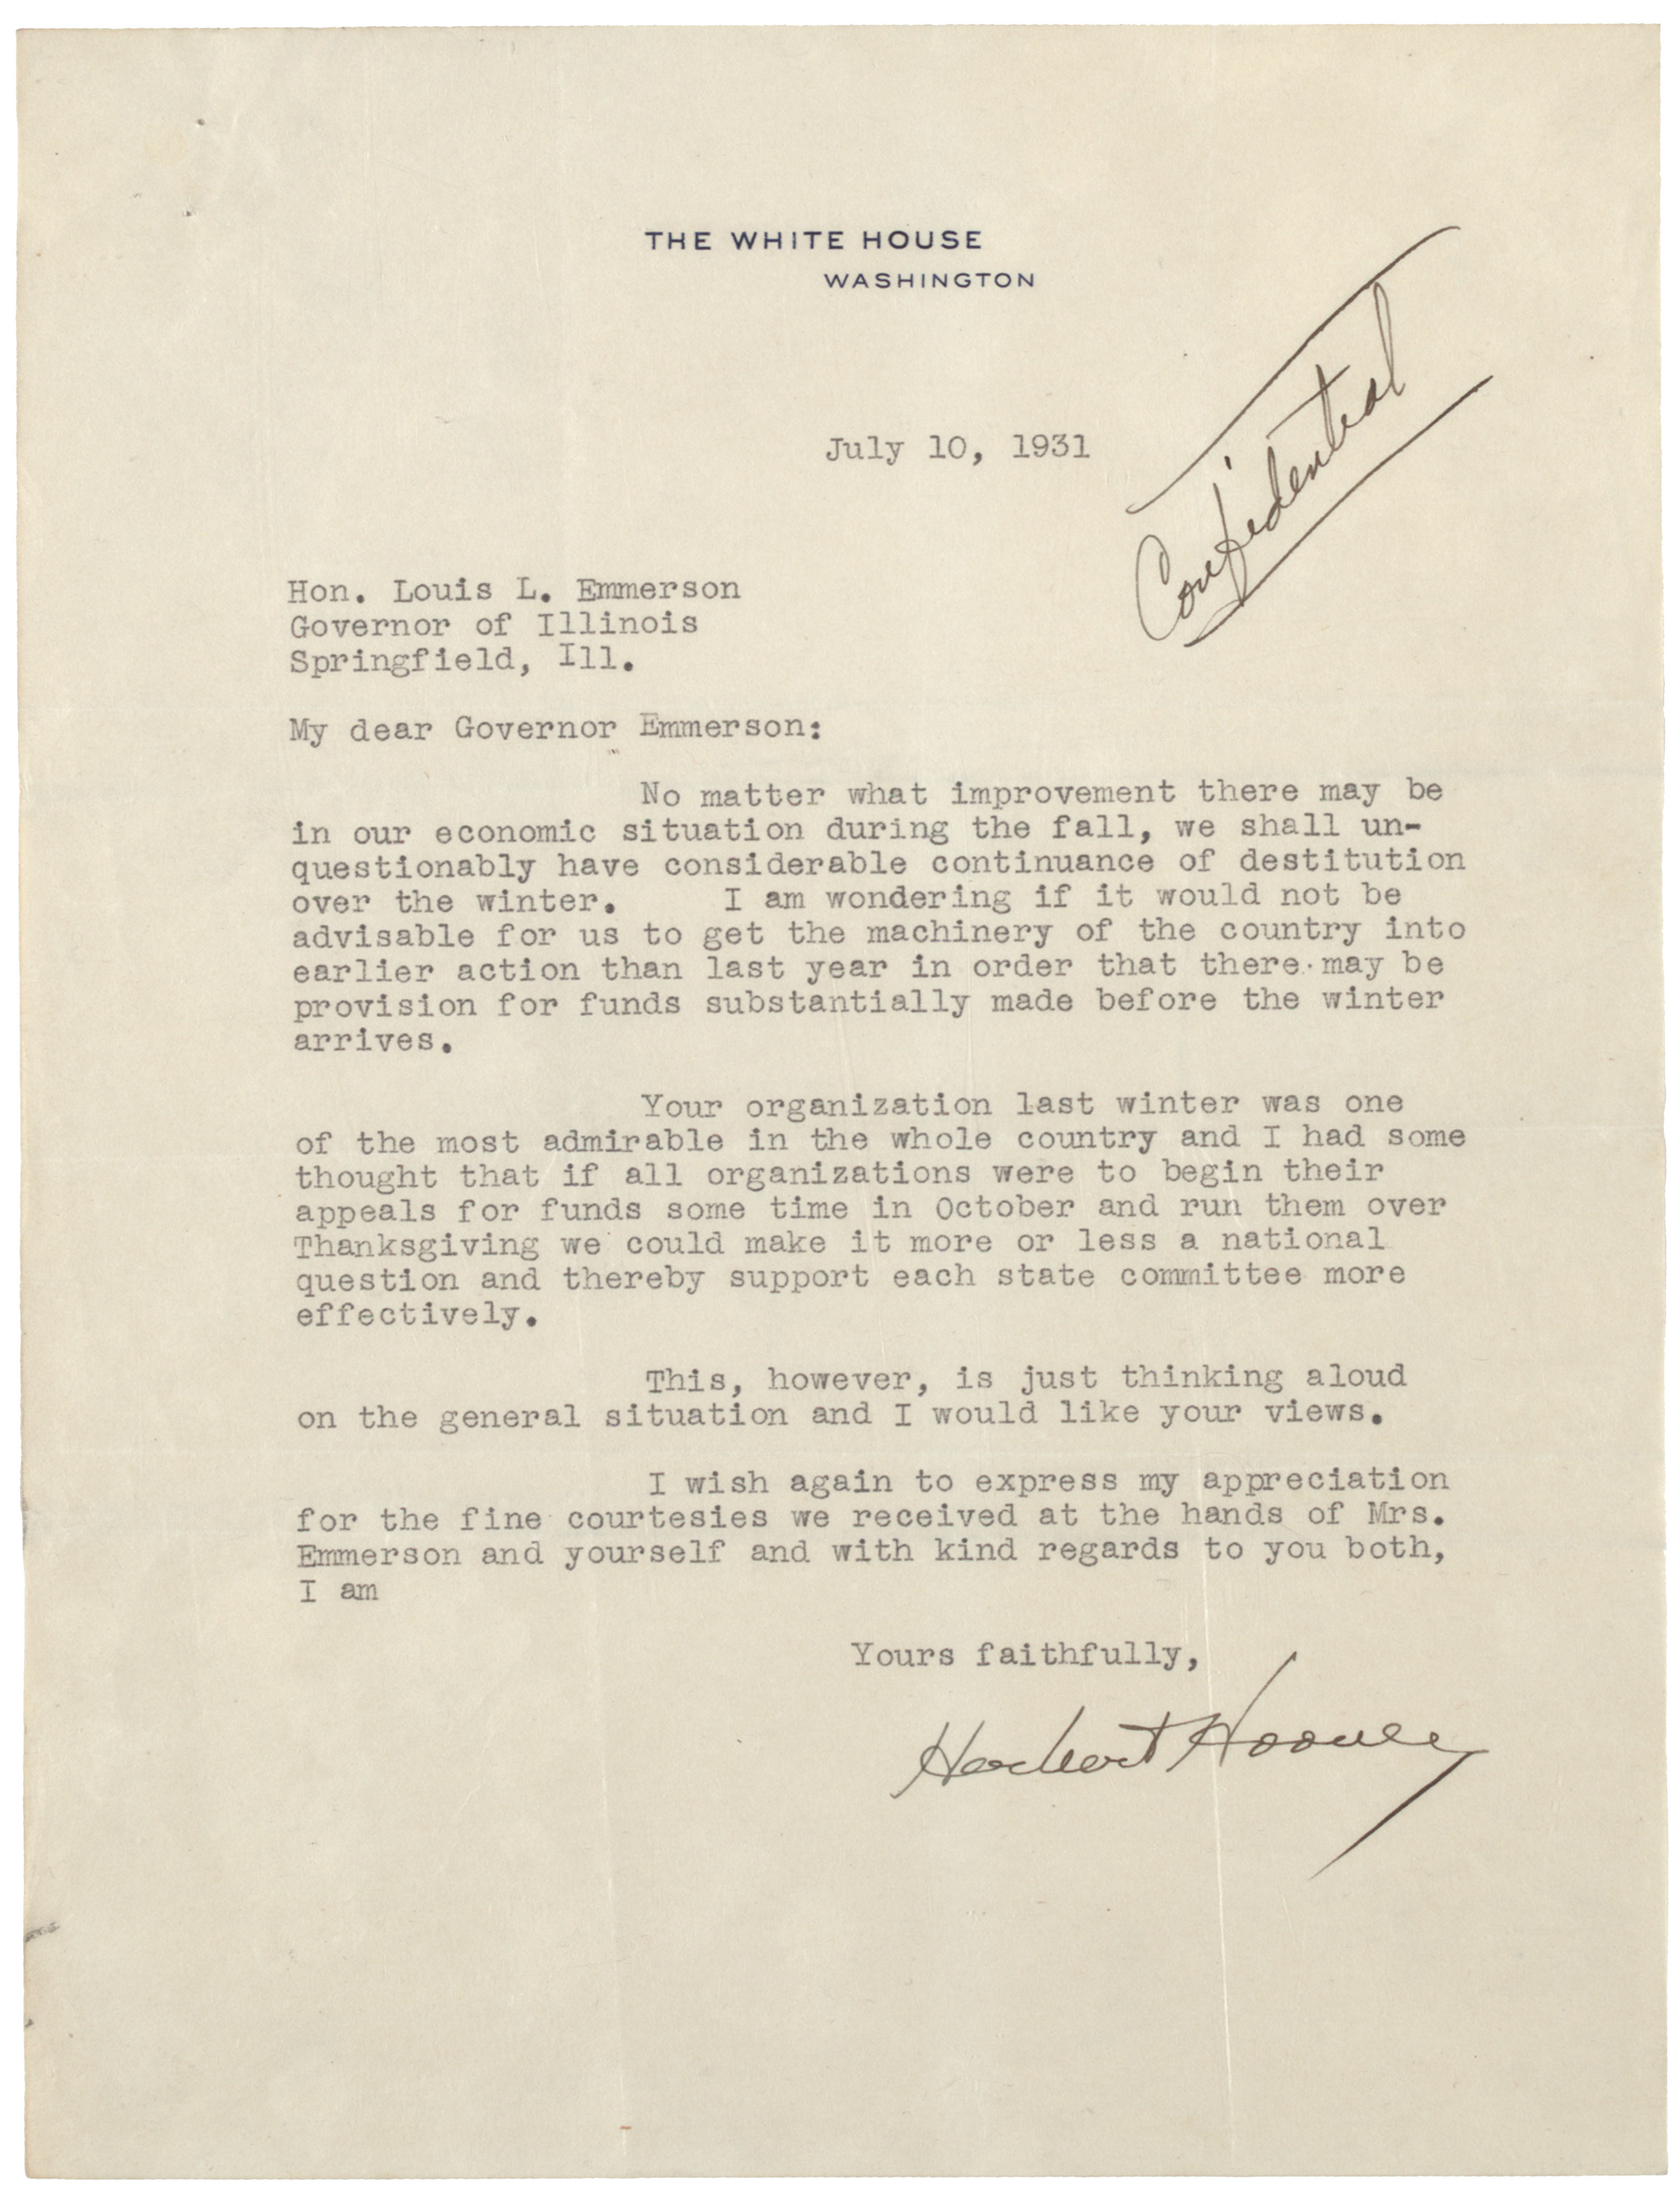 THE WHITE HOUSE
WASHINGTON
Confidential
July 10, 1931
Hon. Louis L. Emmerson
Governor of Illinois
Springfield, Ill.
My dear Governor Emmerson:
No matter what improvement there may be
in our economic situation during the fall, we shall un-
questionably have considerable continuance of destitution
over the winter. I am wondering if it would not be
advisable for us to get the machinery of the country into
earlier action than last year in order that there may be
provision for funds substantially made before the winter
arrives.
Your organization last winter was one
of the most admirable in the whole country and I had some
thought that if all organizations were to begin their
appeals for funds some time in October and run them over
Thanksgiving we could make it more or less a national
question and thereby support each state committee more
effectively.
This, however, is just thinking aloud
on the general situation and I would like your views.
I wish again to express my appreciation
for the fine courtesies we received at the hands of Mrs.
Emmerson and yourself and with kind regards to you both,
I am
Yours faithfully,
Herbert Hoover